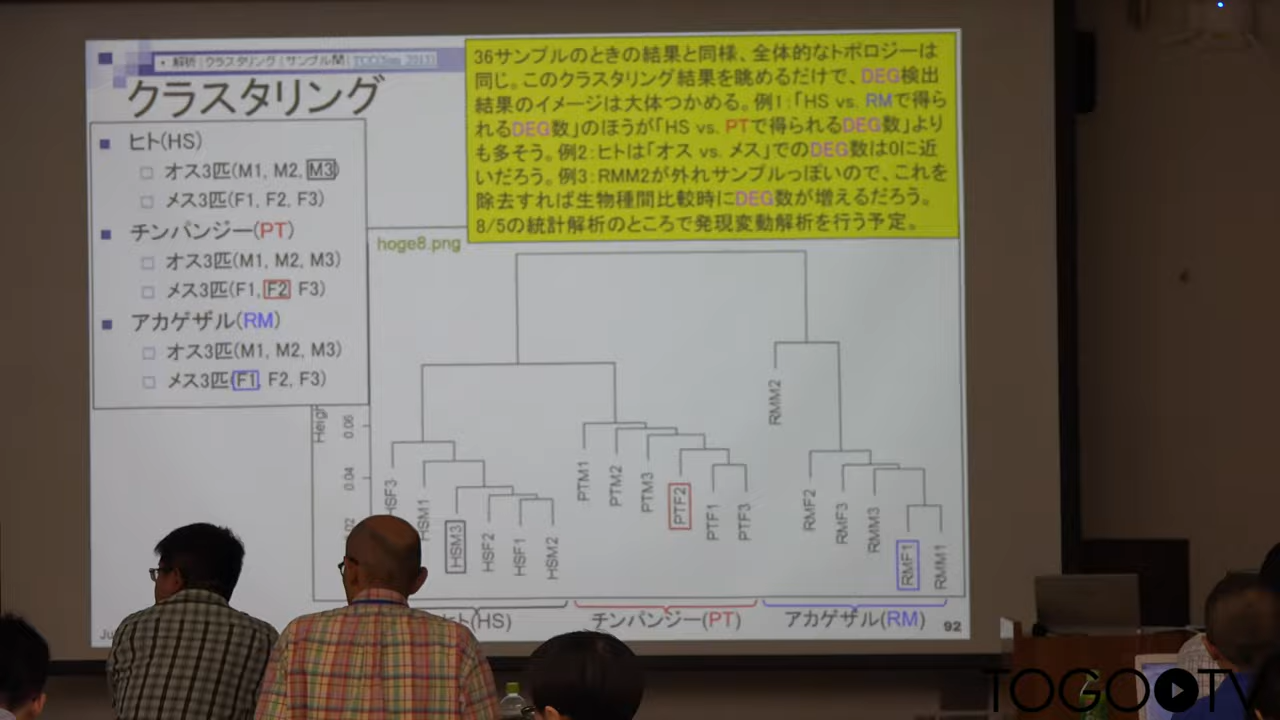 • 解析 | クラスタリング | サンプル間 | TCC(Sun_2013)
クラスタリング
36サンプルのときの結果と同様、全体的なトポロジーは
同じ。このクラスタリング結果を眺めるだけで、DEG検出
結果のイメージは大体つかめる。例1:「HS vs. RMで得ら
れるDEG数」のほうが「HS vs. PTで得られるDEG数」より
も多そう。例2:ヒトは「オス vs. メス」でのDEG数は0に近
いだろう。例3:RMM2が外れサンプルっぽいので、これを
除去すれば生物種間比較時にDEG数が増えるだろう。
8/5の統計解析のところで発現変動解析を行う予定。
ヒト(HS)
オス3匹(M1, M2, M3)
メス3匹(F1, F2, F3)
チンパンジー(PT)
オス3匹(M1, M2, M3)
メス3匹(F1, F2, F3)
アカゲザル(RM)
オス3匹(M1, M2, M3)
メス3匹(F1, F2, F3)
hoge8.png
0.06
0.04
HSF3
HSM1
HSM3
HSF2
HSF1
HSM2
PTM1
PTM2
PTM3
PTF2
PTF1
PTF3
RMM2
RMF2
RMF3
RMM3
RMF1
RMM1
(HS)
チンパンジー(PT)
アカゲザル(RM)
92
TOGO TV